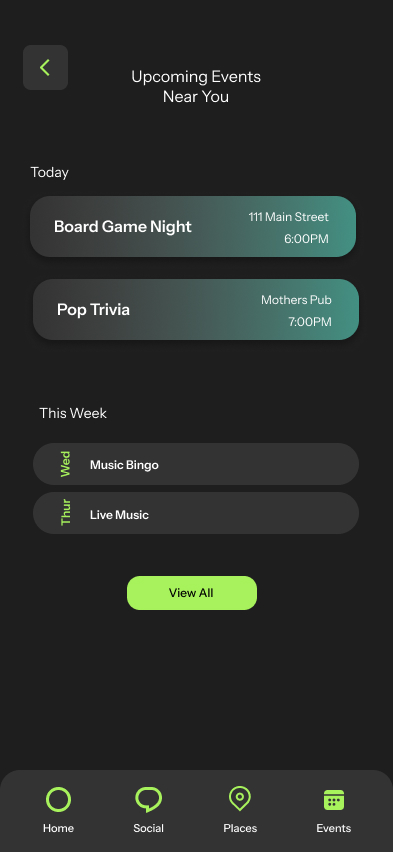 Upcoming Events
Near You
Today
Board Game Night
111 Main Street
6:00PM
Pop Trivia
Mothers Pub
7:00PM
This Week
Wed
Music Bingo
Thur
Live Music
View All
Home
Social
Places
Events